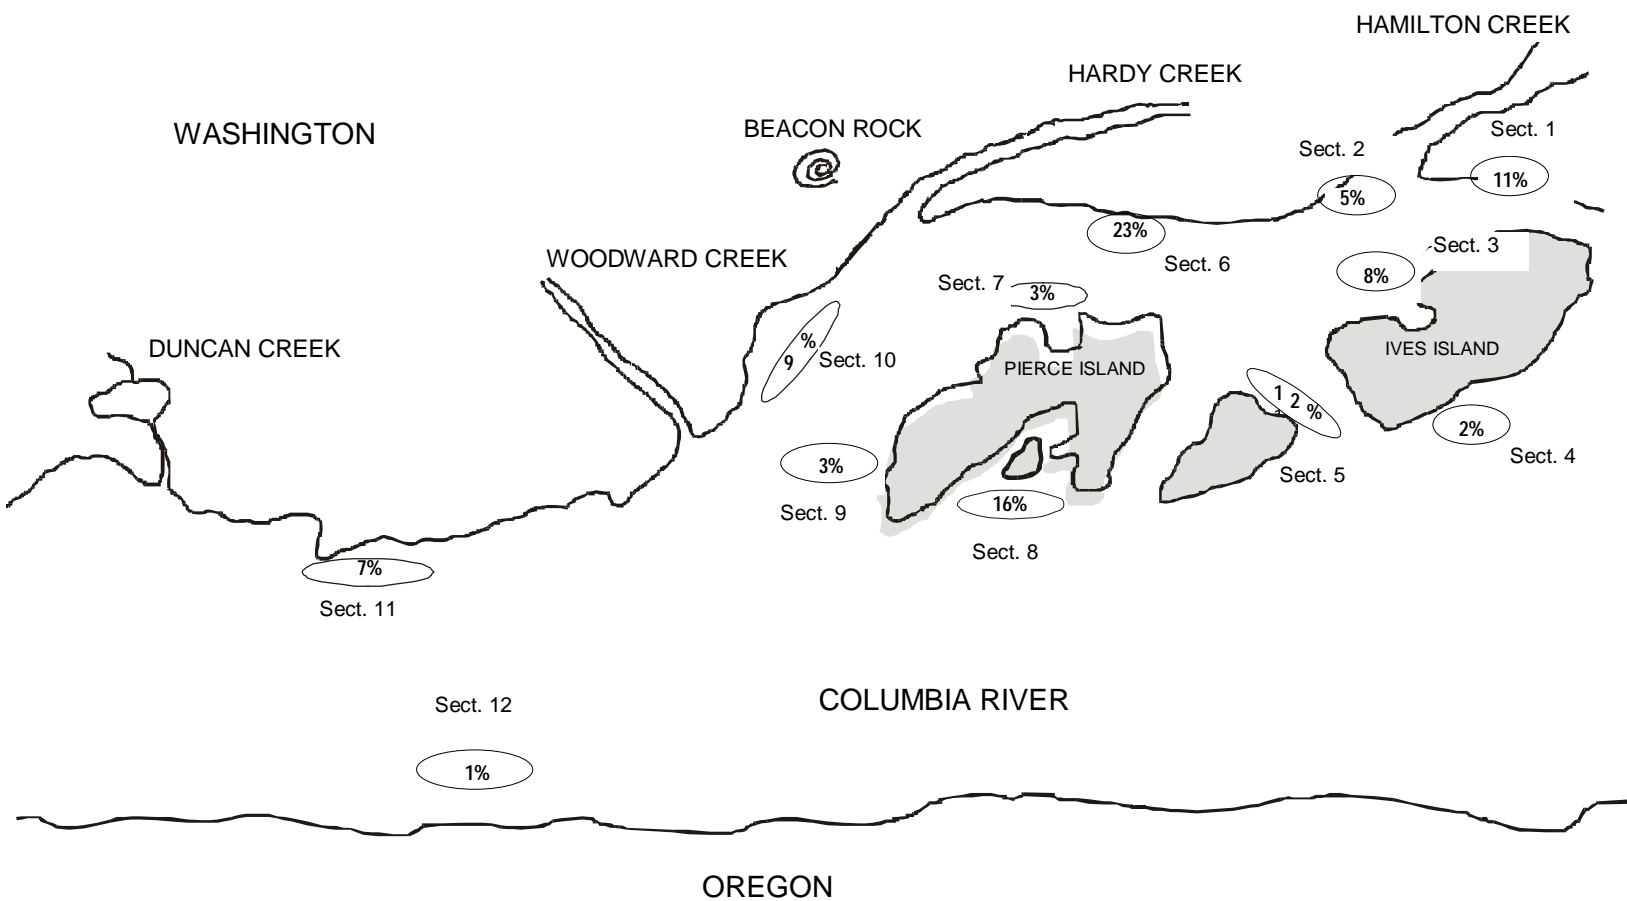 HAMILTON CREEK
HARDY CREEK
WASHINGTON
BEACON ROCK
Sect. 1
Sect. 2
11%
5%
23%
Sect. 3
WOODWARD CREEK
Sect. 6
8%
Sect. 7
3%
DUNCAN CREEK
9 %
Sect. 10
PIERCE ISLAND
IVES ISLAND
1 2 %
2%
Sect. 4
3%
Sect. 5
16%
Sect. 9
Sect. 8
7%
Sect. 11
Sect. 12
COLUMBIA RIVER
1%
OREGON